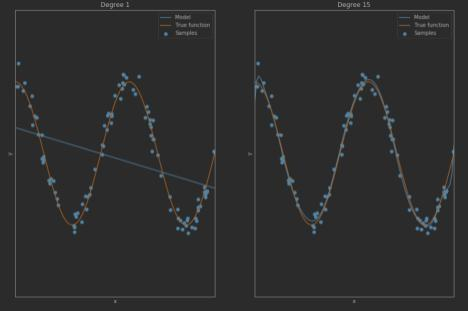 Degree 1
Model
True function
Samples
y
x
Degree 15
Model
True function
Samples
y
x